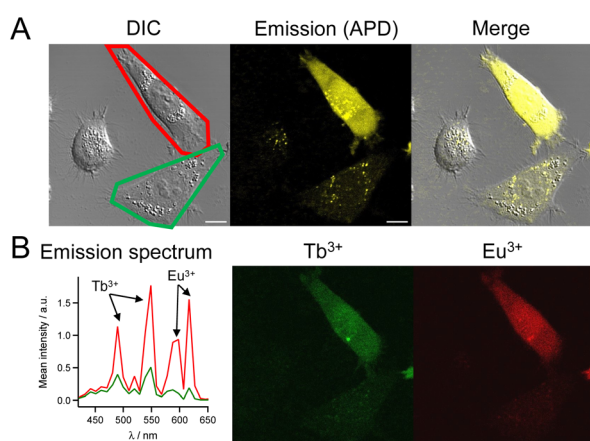 A
DIC
Emission (APD)
Merge
B
Emission spectrum
Tb³⁺
Eu³⁺
Tb³⁺
Eu³⁺
Mean intensity / a.u.
1.5
1.0
0.5
0.0
450
500
550
600
650
λ / nm